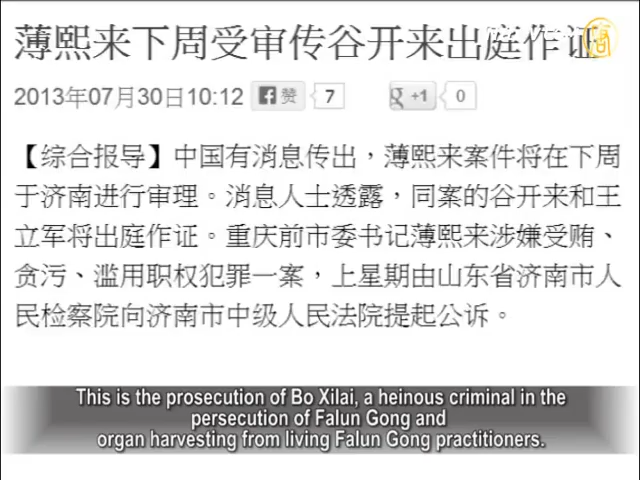 薄熙来下周受审传谷开来出庭作证
2013年07月30日10:12 赞 7 +1 0
【综合报导】中国有消息传出，薄熙来案件将在下周
于济南进行审理。消息人士透露，同案的谷开来和王
立军将出庭作证。重庆前市委书记薄熙来涉嫌受贿、
贪污、滥用职权犯罪一案，上星期由山东省济南市人
民检察院向济南市中级人民法院提起公诉。
This is the prosecution of Bo Xilai, a heinous criminal in the
persecution of Falun Gong and
organ harvesting from living Falun Gong practitioners.